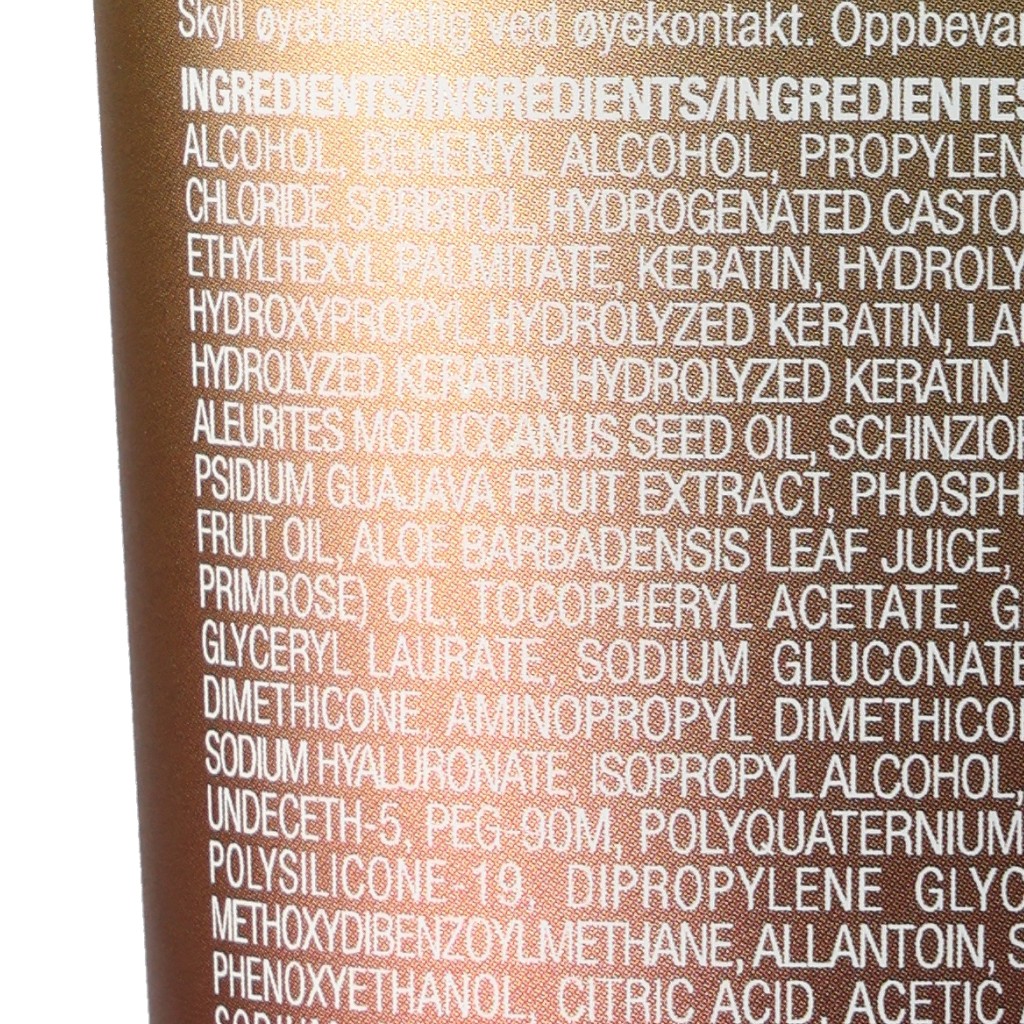 Skyll øyeblikkelig ved øyekontakt. Oppbeva
INGREDIENTS/INGRÉDIENTS/INGREDIENTES
ALCOHOL, BEHENYL ALCOHOL, PROPYLEN
CHLORIDE, SORBITOL, HYDROGENATED CASTO
ETHYLHEXYL PALMITATE, KERATIN, HYDROLY
HYDROXYPROPYL HYDROLYZED KERATIN, LAU
HYDROLYZED KERATIN, HYDROLYZED KERATIN
ALEURITES MOLUCCANUS SEED OIL, SCHINZIO
PSIDIUM GUAJAVA FRUIT EXTRACT, PHOSPH
FRUIT OIL, ALOE BARBADENSIS LEAF JUICE,
PRIMROSE) OIL, TOCOPHERYL ACETATE, G
GLYCERYL LAURATE, SODIUM GLUCONATE
DIMETHICONE, AMINOPROPYL DIMETHICO
SODIUM HYALURONATE, ISOPROPYL ALCOHOL,
UNDECETH-5, PEG-90M, POLYQUATERNIUM
POLYSILICONE-19, DIPROPYLENE GLYC
METHOXYDIBENZOYLMETHANE, ALLANTOIN, S
PHENOXYETHANOL, CITRIC ACID, ACETIC